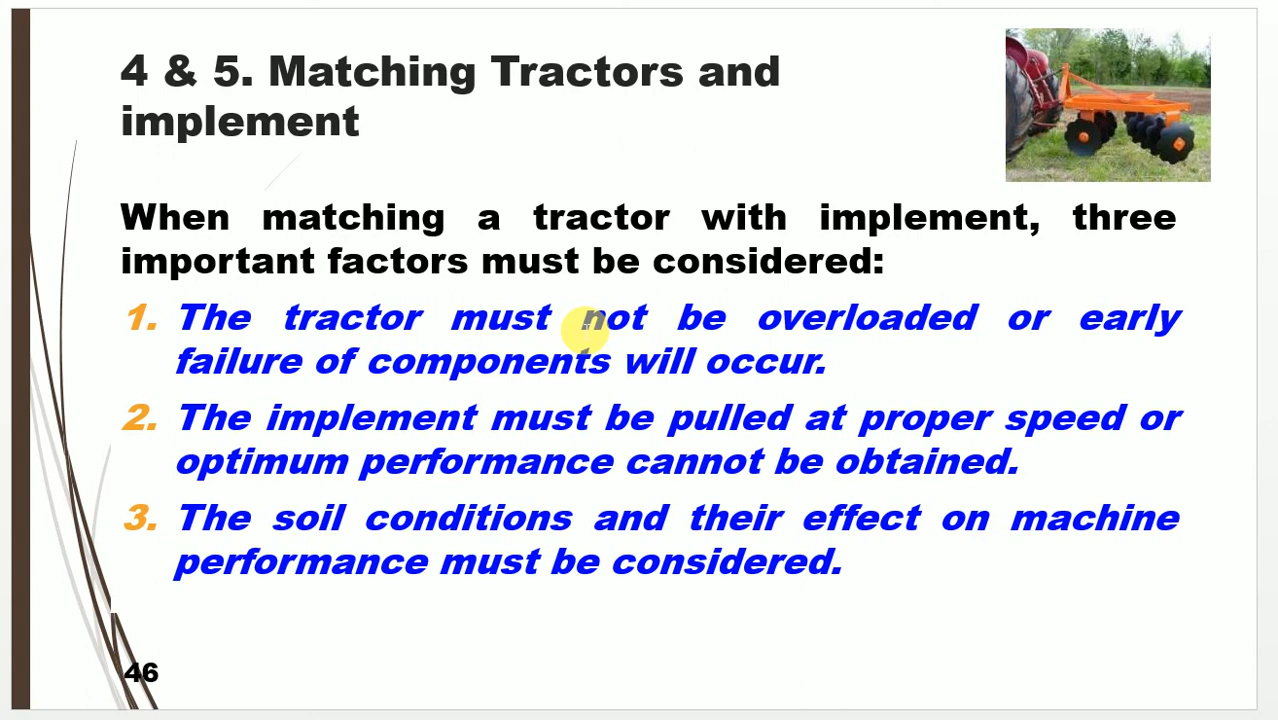 4 & 5. Matching Tractors and
implement
When matching a tractor with implement, three
important factors must be considered:
1. The tractor must not be overloaded or early
failure of components will occur.
2. The implement must be pulled at proper speed or
optimum performance cannot be obtained.
3. The soil conditions and their effect on machine
performance must be considered.
46